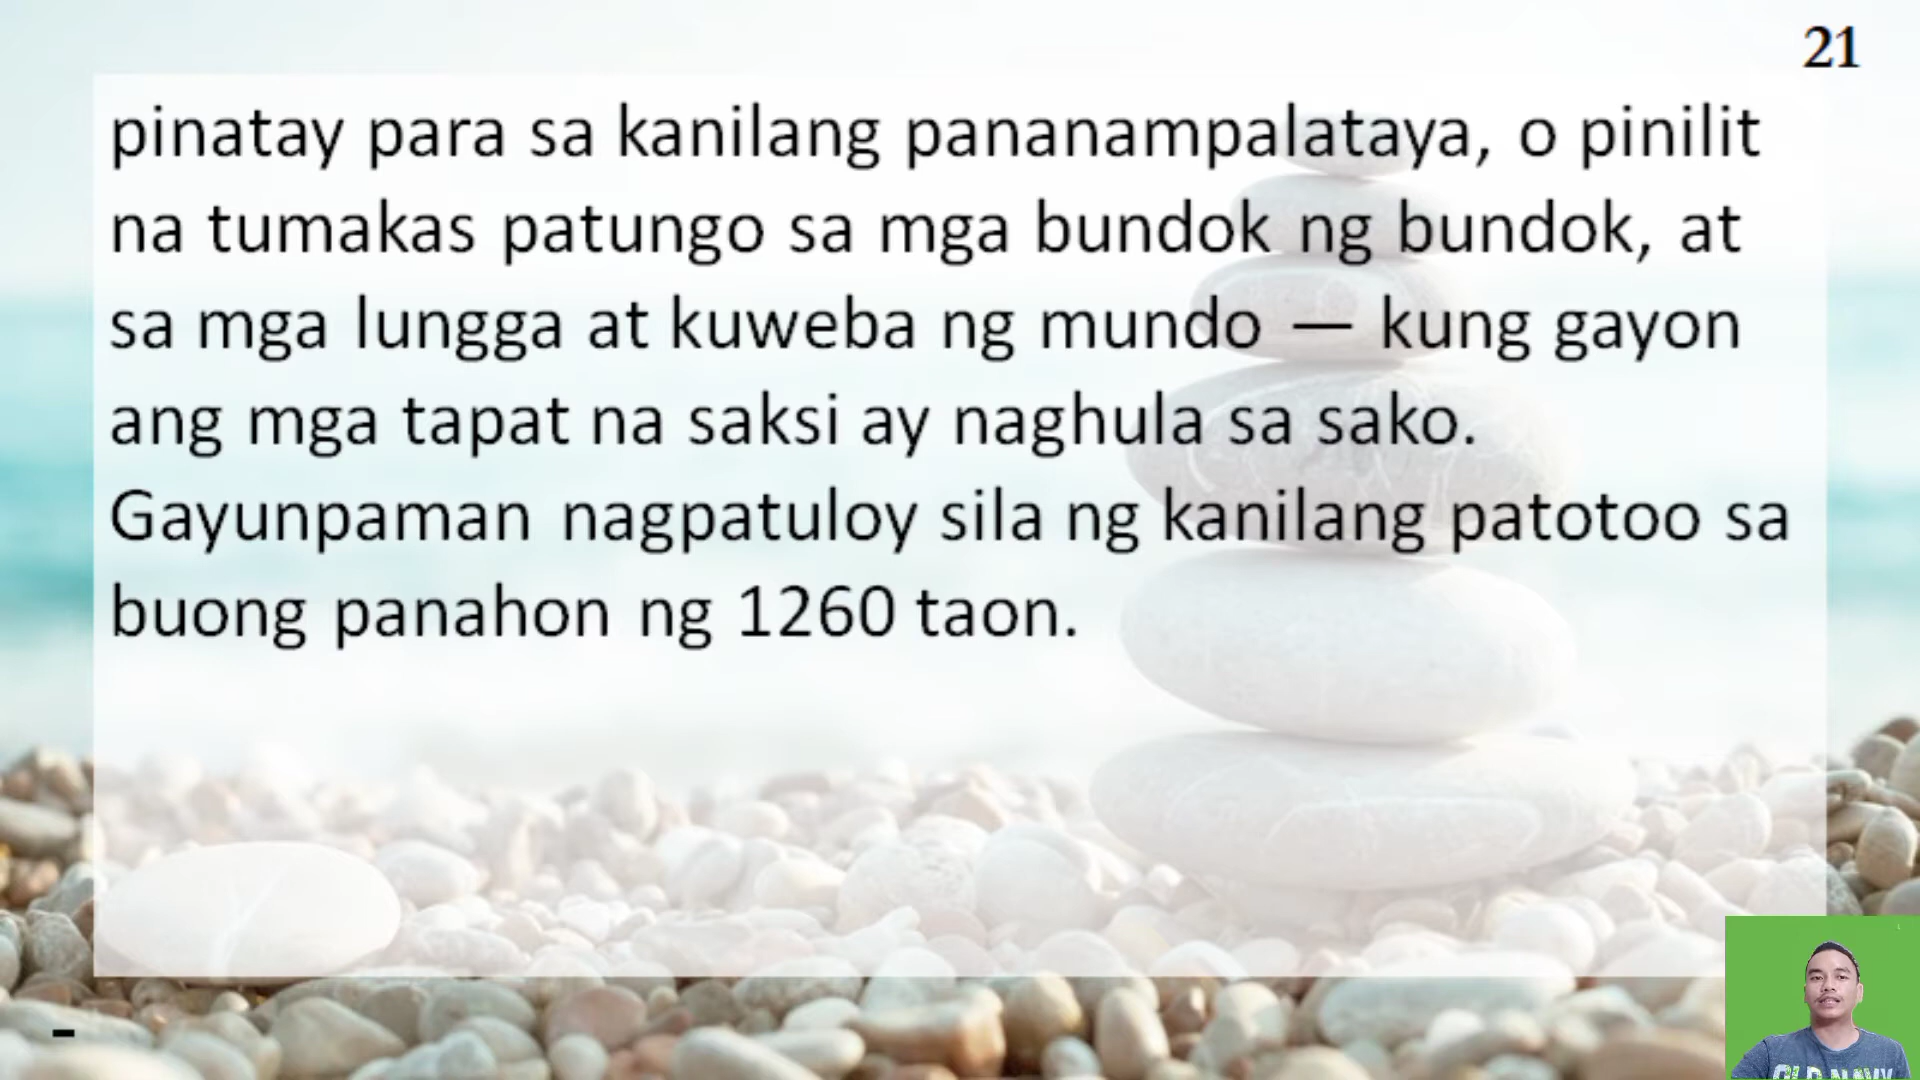 21
pinatay para sa kanilang pananampalataya, o pinilit
na tumakas patungo sa mga bundok ng bundok, at
sa mga lungga at kuweba ng mundo — kung gayon
ang mga tapat na saksi ay naghula sa sako.
Gayunpaman nagpatuloy sila ng kanilang patotoo sa
buong panahon ng 1260 taon.
-
OLD NAVY